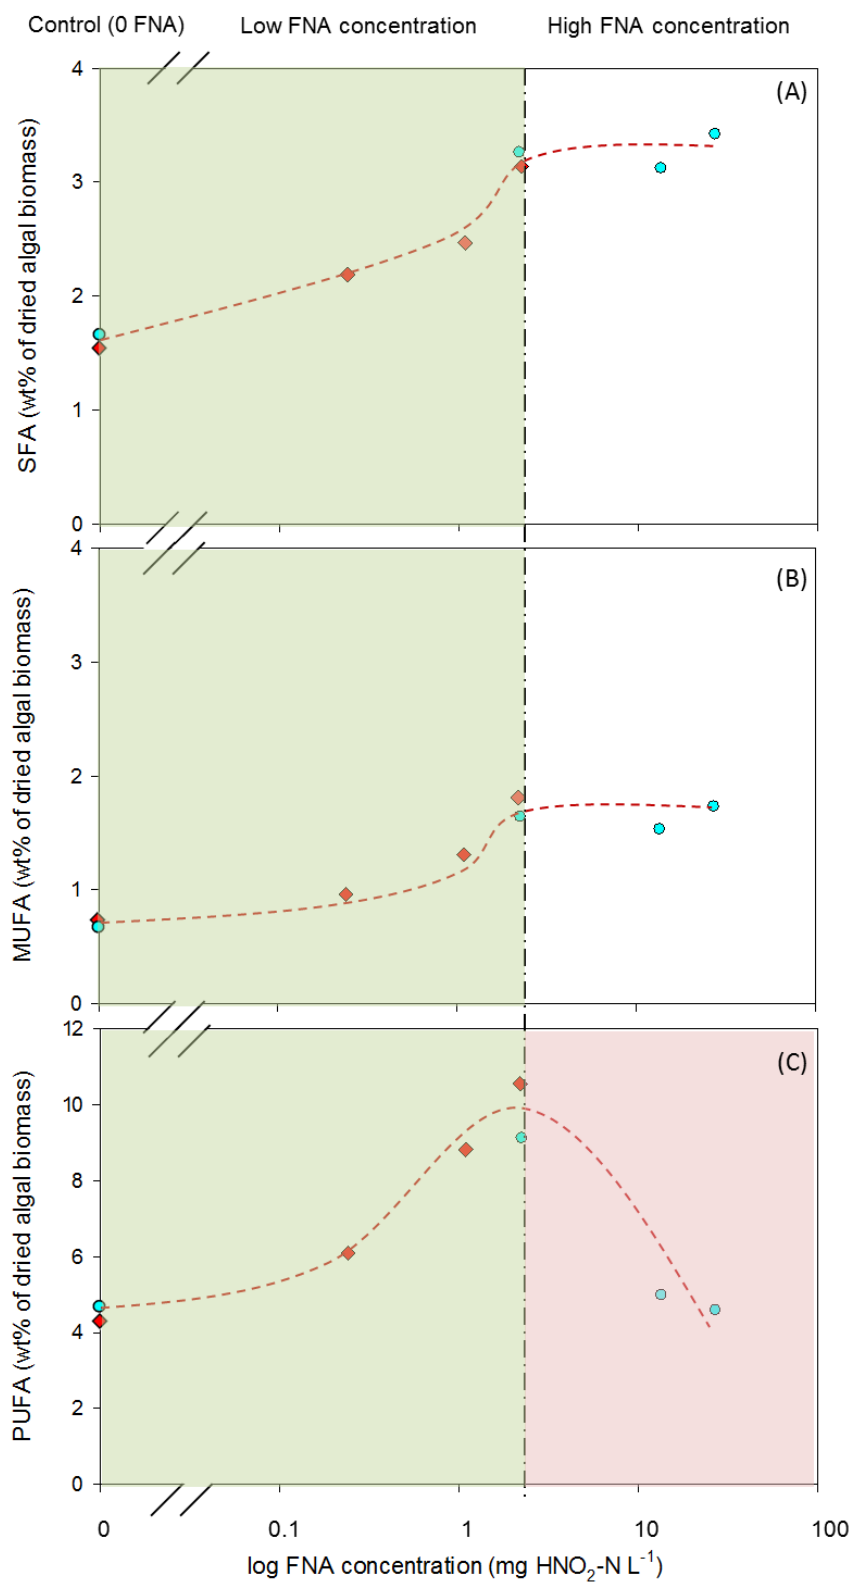 Control (0 FNA) Low FNA concentration High FNA concentration
(A)
4
3
2
1
0
SFA (wt% of dried algal biomass)
(B)
4
3
2
1
0
MUFA (wt% of dried algal biomass)
(C)
12
10
8
6
4
2
0
PUFA (wt% of dried algal biomass)
0 0.1 1 10 100
log FNA concentration (mg HNO₂-N L⁻¹)